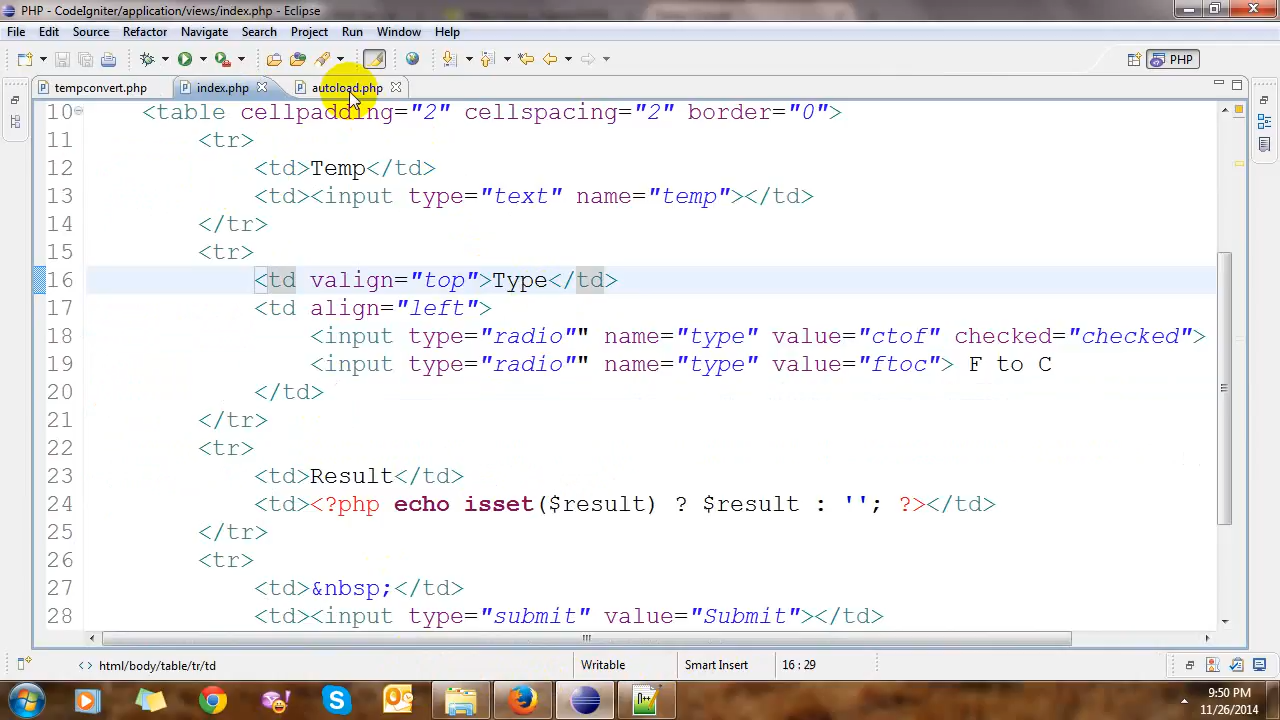 PHP - CodeIgniter/application/views/index.php - Eclipse
File Edit Source Refactor Navigate Search Project Run Window Help
PHP
tempconvert.php index.php autoload.php
10 <table cellpadding="2" cellspacing="2" border="0">
11 <tr>
12 <td>Temp</td>
13 <td><input type="text" name="temp"></td>
14 </tr>
15 <tr>
16 <td valign="top">Type</td>
17 <td align="left">
18 <input type="radio"" name="type" value="ctof" checked="checked">
19 <input type="radio"" name="type" value="ftoc"> F to C
20 </td>
21 </tr>
22 <tr>
23 <td>Result</td>
24 <td><?php echo isset($result) ? $result : ''; ?></td>
25 </tr>
26 <tr>
27 <td>&nbsp;</td>
28 <td><input type="submit" value="Submit"></td>
html/body/table/tr/td Writable Smart Insert 16 : 29
9:50 PM
11/26/2014